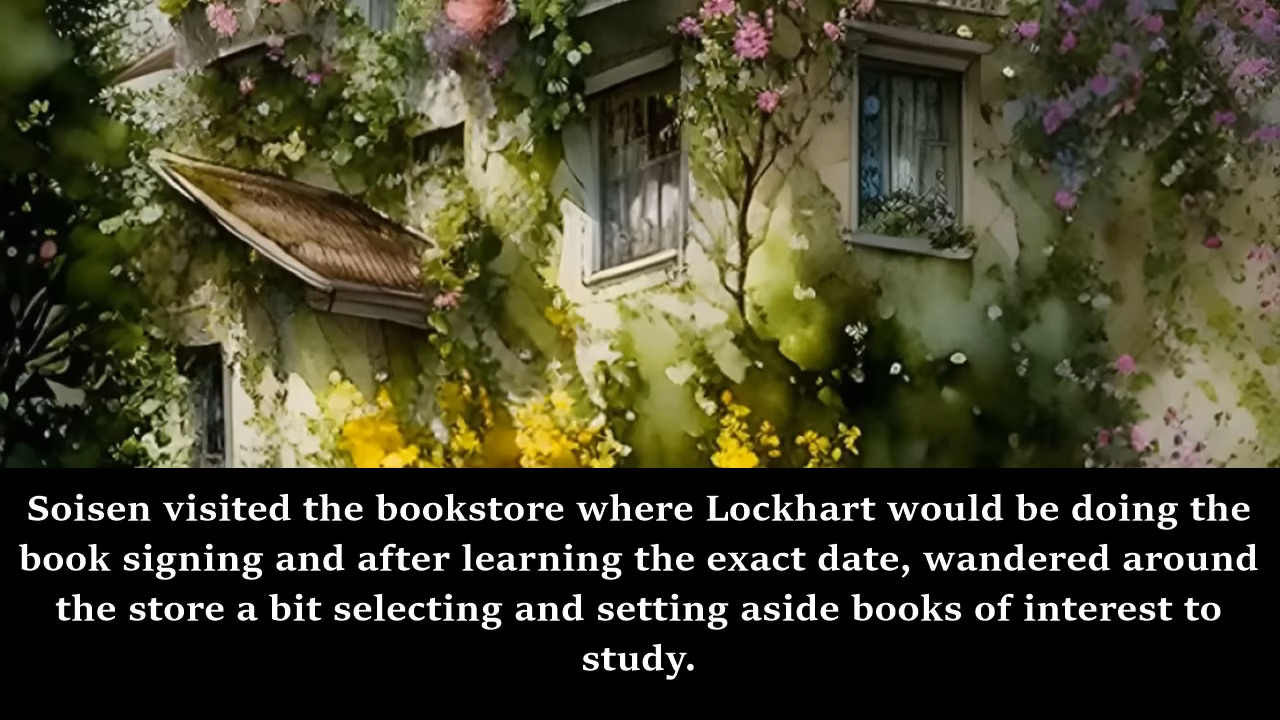 Soisen visited the bookstore where Lockhart would be doing the
book signing and after learning the exact date, wandered around
the store a bit selecting and setting aside books of interest to
study.